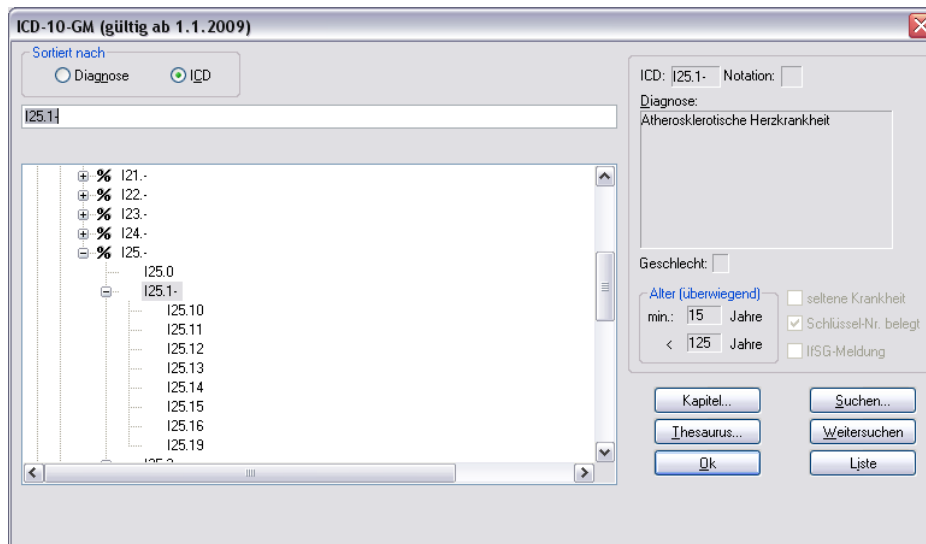 ICD-10-GM (gültig ab 1.1.2009)
Sortiert nach
Diagnose ICD
I25.1-
% I21.-
% I22.-
% I23.-
% I24.-
% I25.-
I25.0
I25.1-
I25.10
I25.11
I25.12
I25.13
I25.14
I25.15
I25.16
I25.19
ICD: I25.1- Notation:
Diagnose:
Atherosklerotische Herzkrankheit
Geschlecht:
Alter (überwiegend)
min.: 15 Jahre
< 125 Jahre
seltene Krankheit
Schlüssel-Nr. belegt
IfSG-Meldung
Kapitel... Suchen...
Thesaurus... Weitersuchen
Ok Liste